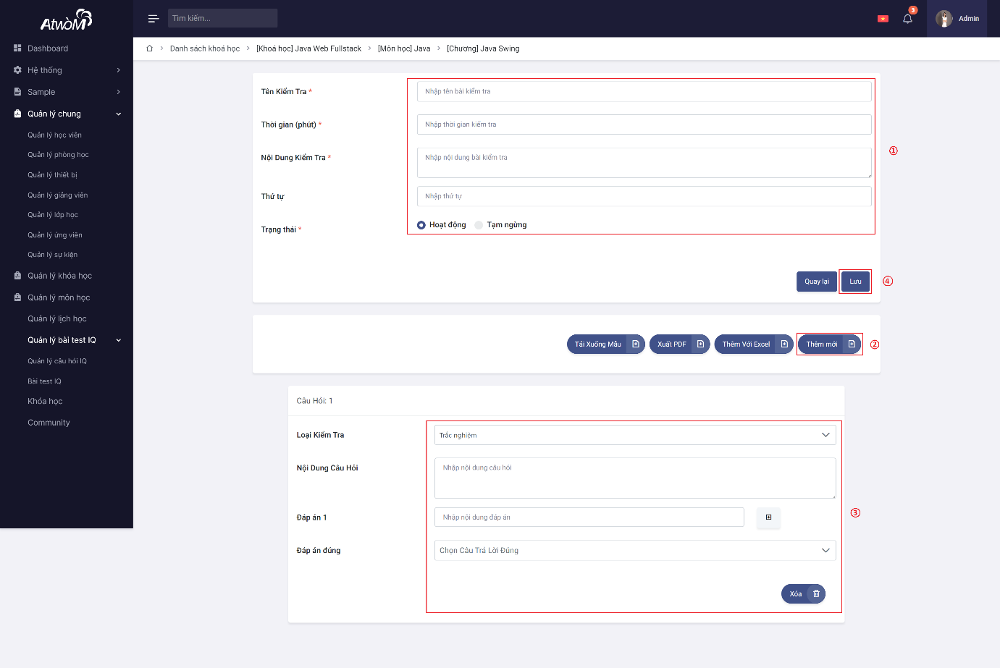 AtwòM
Tìm kiếm...
3
Admin
Dashboard
Hệ thống
Sample
Quản lý chung
Quản lý học viên
Quản lý phòng học
Quản lý thiết bị
Quản lý giảng viên
Quản lý lớp học
Quản lý ứng viên
Quản lý sự kiện
Quản lý khóa học
Quản lý môn học
Quản lý lịch học
Quản lý bài test IQ
Quản lý câu hỏi IQ
Bài test IQ
Khóa học
Community
Danh sách khoá học > [Khoá học] Java Web Fullstack > [Môn học] Java > [Chương] Java Swing
Tên Kiểm Tra *
Nhập tên bài kiểm tra
Thời gian (phút) *
Nhập thời gian kiểm tra
Nội Dung Kiểm Tra *
Nhập nội dung bài kiểm tra
①
Thứ tự
Nhập thứ tự
Trạng thái *
Hoạt động Tạm ngừng
Quay lại Lưu ④
Tải Xuống Mẫu Xuất PDF Thêm Với Excel Thêm mới ②
Câu Hỏi: 1
Loại Kiểm Tra
Trắc nghiệm
Nội Dung Câu Hỏi
Nhập nội dung câu hỏi
Đáp án 1
Nhập nội dung đáp án
③
Đáp án đúng
Chọn Câu Trả Lời Đúng
Xóa